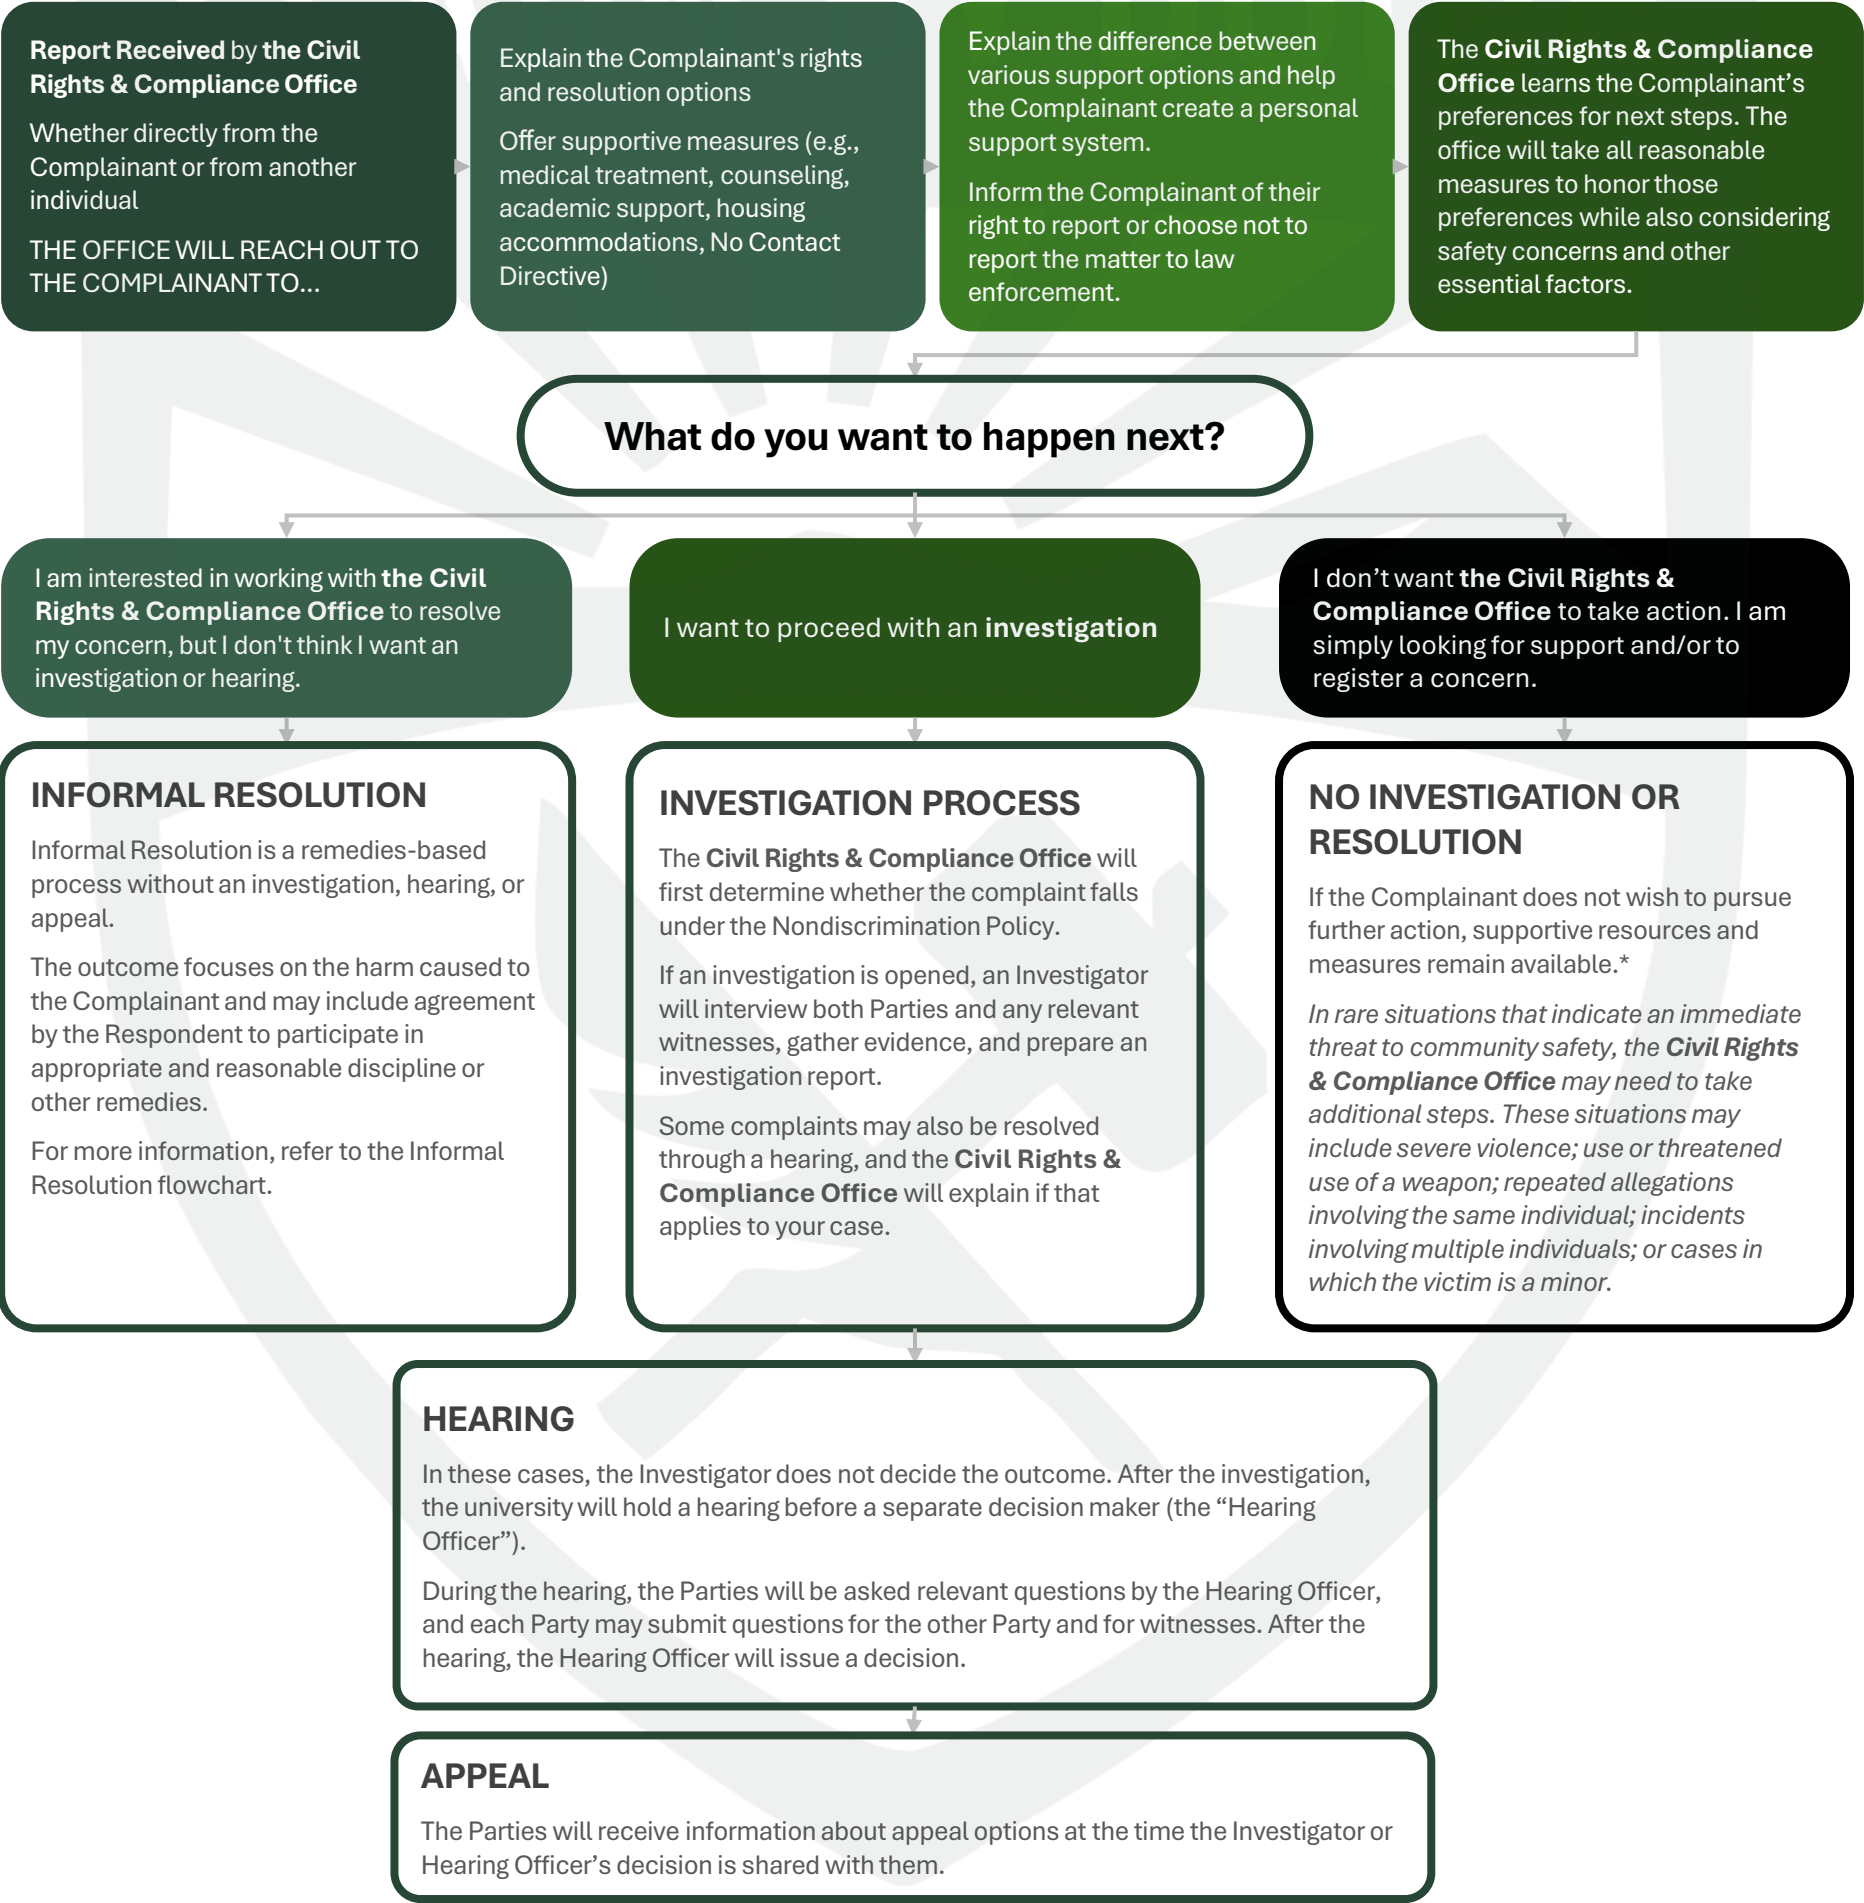 Report Received by the Civil
Rights & Compliance Office
Whether directly from the
Complainant or from another
individual
THE OFFICE WILL REACH OUT TO
THE COMPLAINANT TO...
Explain the Complainant's rights
and resolution options
Offer supportive measures (e.g.,
medical treatment, counseling,
academic support, housing
accommodations, No Contact
Directive)
Explain the difference between
various support options and help
the Complainant create a personal
support system.
Inform the Complainant of their
right to report or choose not to
report the matter to law
enforcement.
The Civil Rights & Compliance
Office learns the Complainant’s
preferences for next steps. The
office will take all reasonable
measures to honor those
preferences while also considering
safety concerns and other
essential factors.
What do you want to happen next?
I am interested in working with the Civil
Rights & Compliance Office to resolve
my concern, but I don't think I want an
investigation or hearing.
I want to proceed with an investigation
I don’t want the Civil Rights &
Compliance Office to take action. I am
simply looking for support and/or to
register a concern.
INFORMAL RESOLUTION
Informal Resolution is a remedies-based
process without an investigation, hearing, or
appeal.
The outcome focuses on the harm caused to
the Complainant and may include agreement
by the Respondent to participate in
appropriate and reasonable discipline or
other remedies.
For more information, refer to the Informal
Resolution flowchart.
INVESTIGATION PROCESS
The Civil Rights & Compliance Office will
first determine whether the complaint falls
under the Nondiscrimination Policy.
If an investigation is opened, an Investigator
will interview both Parties and any relevant
witnesses, gather evidence, and prepare an
investigation report.
Some complaints may also be resolved
through a hearing, and the Civil Rights &
Compliance Office will explain if that
applies to your case.
NO INVESTIGATION OR
RESOLUTION
If the Complainant does not wish to pursue
further action, supportive resources and
measures remain available.*
In rare situations that indicate an immediate
threat to community safety, the Civil Rights
& Compliance Office may need to take
additional steps. These situations may
include severe violence; use or threatened
use of a weapon; repeated allegations
involving the same individual; incidents
involving multiple individuals; or cases in
which the victim is a minor.
HEARING
In these cases, the Investigator does not decide the outcome. After the investigation,
the university will hold a hearing before a separate decision maker (the “Hearing
Officer”).
During the hearing, the Parties will be asked relevant questions by the Hearing Officer,
and each Party may submit questions for the other Party and for witnesses. After the
hearing, the Hearing Officer will issue a decision.
APPEAL
The Parties will receive information about appeal options at the time the Investigator or
Hearing Officer’s decision is shared with them.